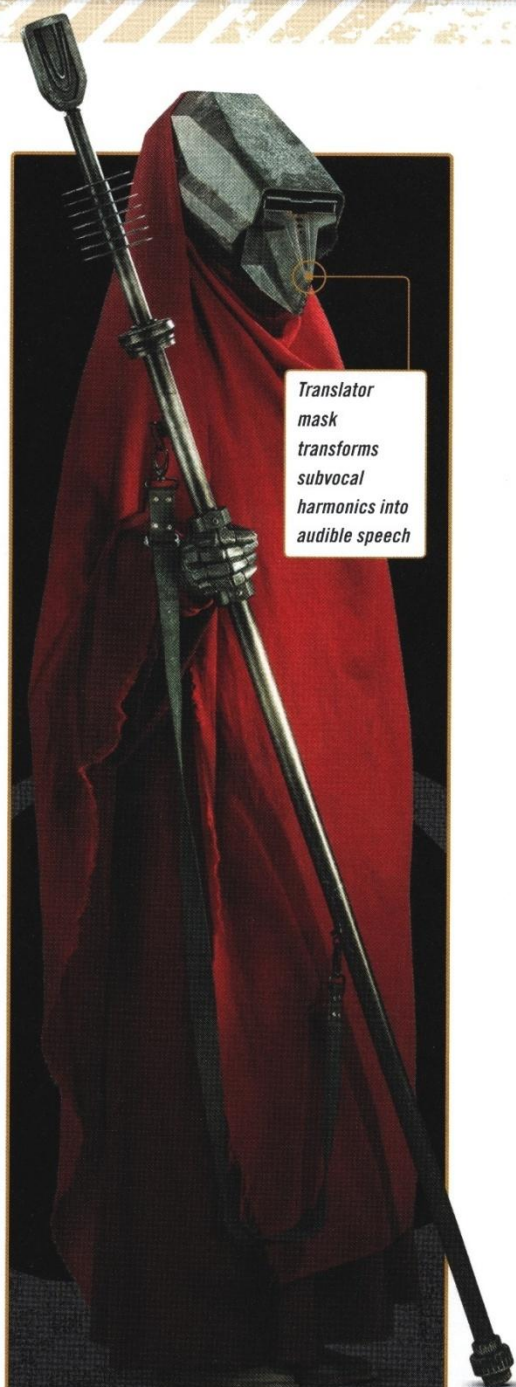 Translator
mask
transforms
subvocal
harmonics into
audible speech